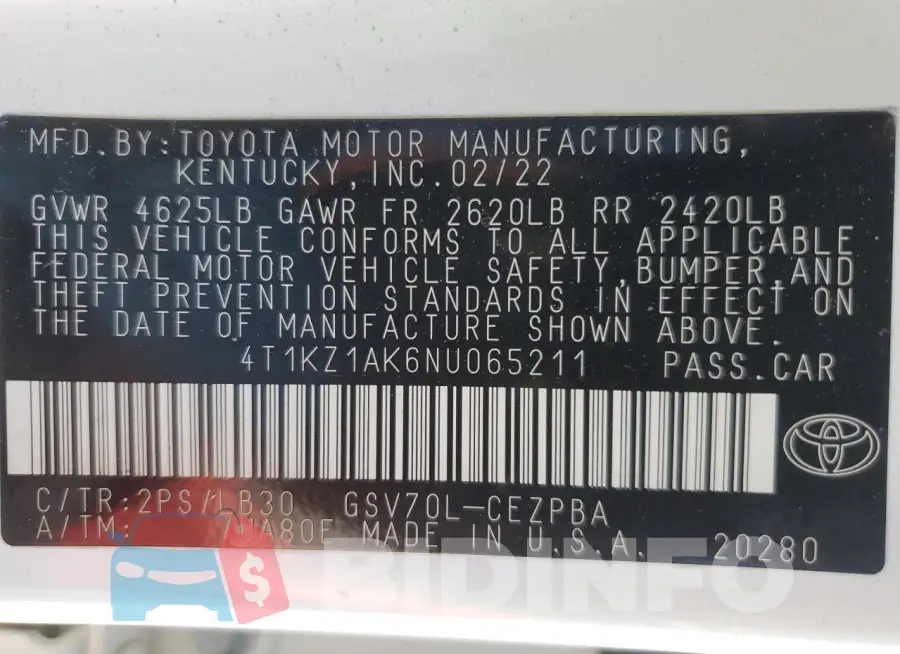 MFD.BY:TOYOTA MOTOR MANUFACTURING,
KENTUCKY,INC.02/22
GVWR 4625LB GAWR FR 2620LB RR 2420LB
THIS VEHICLE CONFORMS TO ALL APPLICABLE
FEDERAL MOTOR VEHICLE SAFETY,BUMPER,AND
THEFT PREVENTION STANDARDS IN EFFECT ON
THE DATE OF MANUFACTURE SHOWN ABOVE.
4T1KZ1AK6NU065211 PASS.CAR
C/TR:2PS/LB30 GSV70L-CEZPBA
A/TM: MADE IN U.S.A. 20280
$ BIDINFO